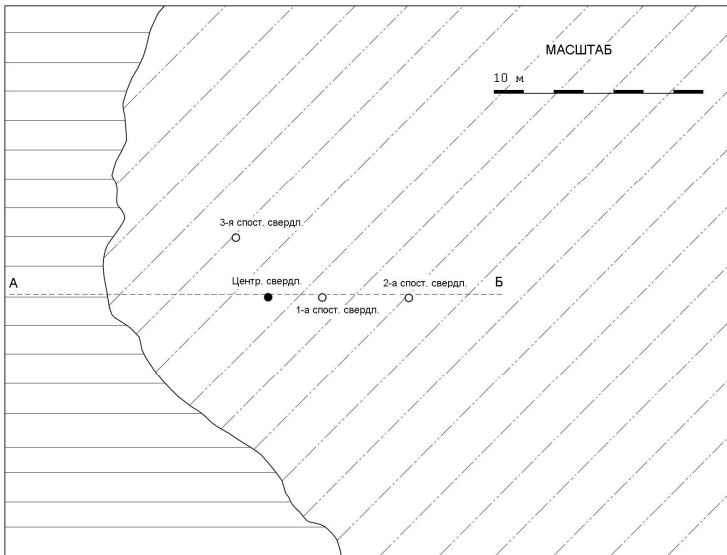 МАСШТАБ
10 м
3-я спост. свердл.
А
Центр. свердл.
2-а спост. свердл.
Б
1-а спост. свердл.